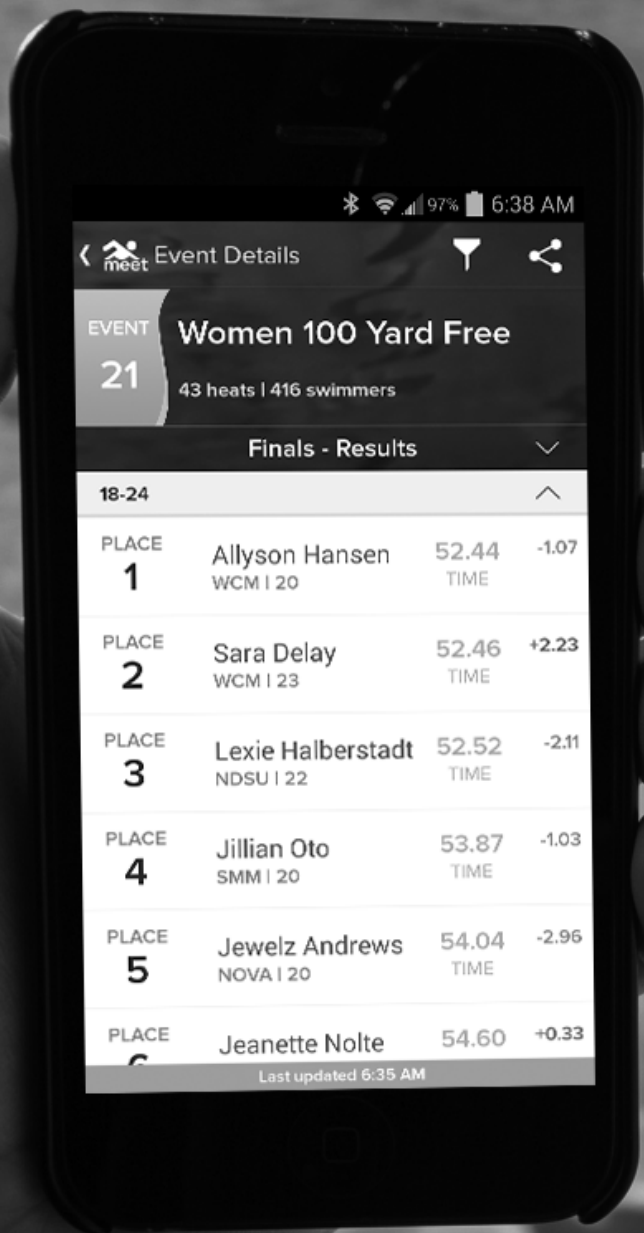 97% 6:38 AM
meet Event Details
EVENT
21
Women 100 Yard Free
43 heats | 416 swimmers
Finals - Results
18-24
PLACE
1
Allyson Hansen
WCM | 20
52.44
TIME
-1.07
PLACE
2
Sara Delay
WCM | 23
52.46
TIME
+2.23
PLACE
3
Lexie Halberstadt
NDSU | 22
52.52
TIME
-2.11
PLACE
4
Jillian Oto
SMM | 20
53.87
TIME
-1.03
PLACE
5
Jewelz Andrews
NOVA | 20
54.04
TIME
-2.96
PLACE
6
Jeanette Nolte
54.60
+0.33
Last updated 6:35 AM